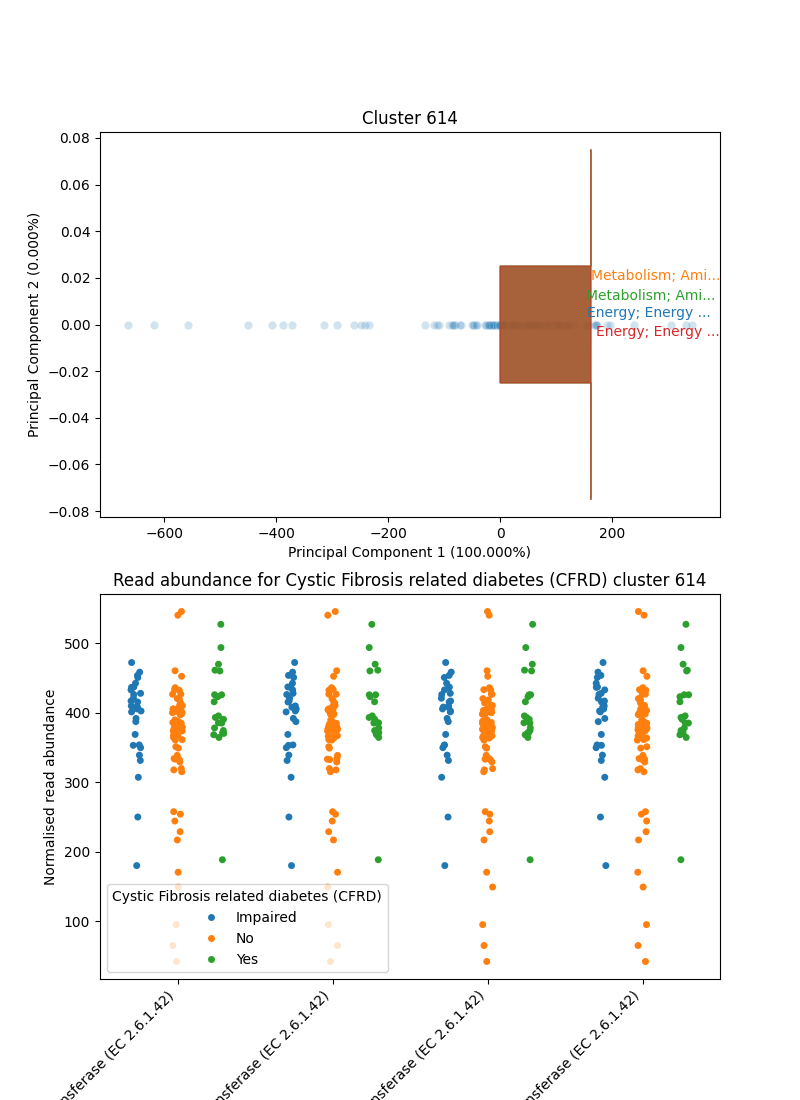 Cluster 614
0.08
0.06
0.04
0.02
0.00
−0.02
−0.04
−0.06
−0.08
Principal Component 2 (0.000%)
Metabolism; Ami...
Metabolism; Ami...
Energy; Energy ...
Energy; Energy ...
−600 −400 −200 0 200
Principal Component 1 (100.000%)
Read abundance for Cystic Fibrosis related diabetes (CFRD) cluster 614
500
400
300
200
100
Normalised read abundance
Cystic Fibrosis related diabetes (CFRD)
Impaired
No
Yes
nsferase (EC 2.6.1.42)
nsferase (EC 2.6.1.42)
nsferase (EC 2.6.1.42)
nsferase (EC 2.6.1.42)